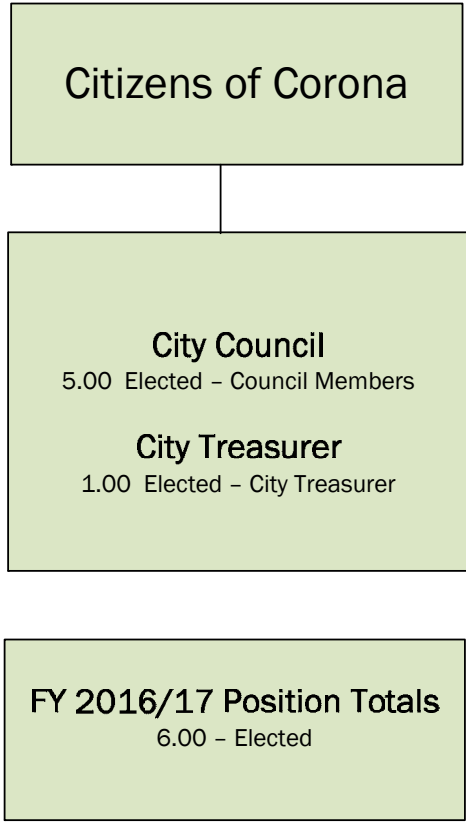 Citizens of Corona
City Council
5.00 Elected – Council Members
City Treasurer
1.00 Elected – City Treasurer
FY 2016/17 Position Totals
6.00 – Elected